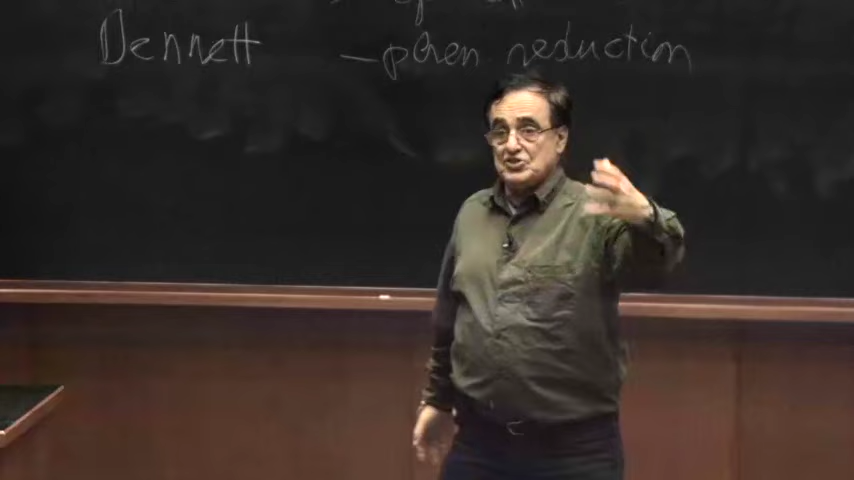 Dennett — phen reduction